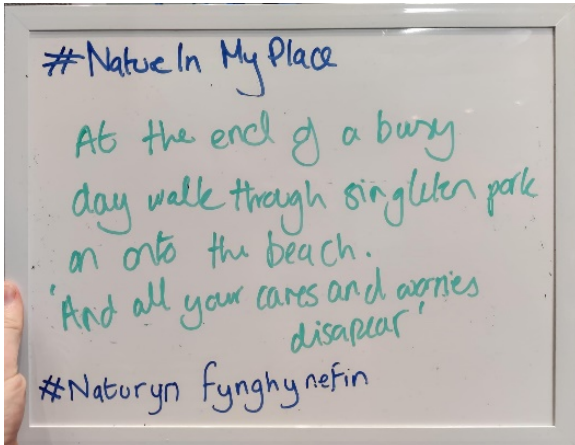 #NatureIn My Place
At the end of a busy
day walk through singleton park
on onto the beach.
'And all your cares and worries
disapear'
#Naturyn fynghynefin